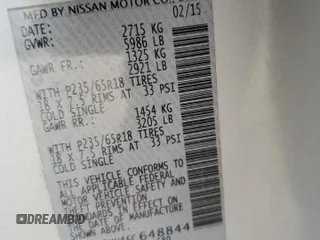 MFD BY NISSAN MOTOR CO.,
DATE: 02/15
GVWR: 2715 KG
5986 LB
GAWR FR.: 1325 KG
2921 LB
WITH P235/65R18 TIRES
18 X 7.5 RIMS AT 33 PSI
COLD SINGLE
GAWR RR.: 1454 KG
3205 LB
WITH P235/65R18 TIRES
18 X 7.5 RIMS AT 33 PSI
COLD SINGLE
THIS VEHICLE CONFORMS TO
ALL APPLICABLE FEDERAL
MOTOR VEHICLE SAFETY AND
STANDARDS IN EFFECT ON
THE DATE OF MANUFACTURE
648844
DREAMBID